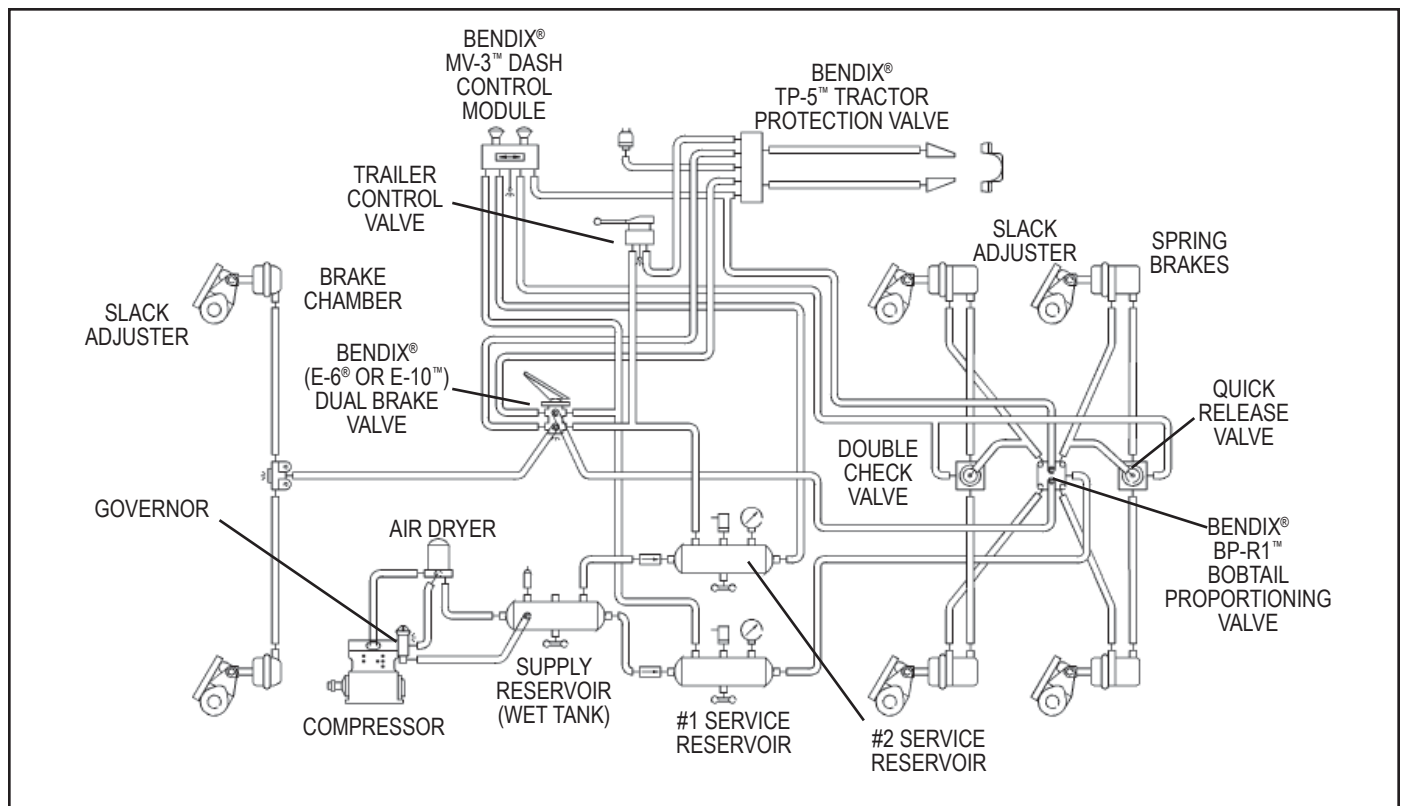 BENDIX®
MV-3™ DASH
CONTROL
MODULE
BENDIX®
TP-5™ TRACTOR
PROTECTION VALVE
TRAILER
CONTROL
VALVE
SLACK
ADJUSTER
SPRING
BRAKES
BRAKE
CHAMBER
SLACK
ADJUSTER
BENDIX®
(E-6® OR E-10™)
DUAL BRAKE
VALVE
QUICK
RELEASE
VALVE
DOUBLE
CHECK
VALVE
GOVERNOR
AIR DRYER
BENDIX®
BP-R1™
BOBTAIL
PROPORTIONING
VALVE
SUPPLY
RESERVOIR
(WET TANK)
COMPRESSOR
#1 SERVICE
RESERVOIR
#2 SERVICE
RESERVOIR